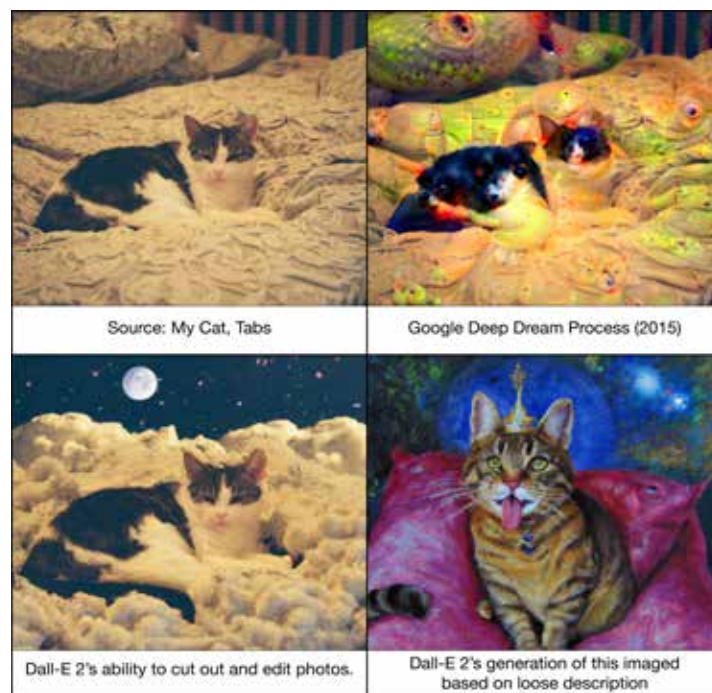 Source: My Cat, Tabs
Google Deep Dream Process (2015)
Dall-E 2's ability to cut out and edit photos.
Dall-E 2's generation of this imaged
based on loose description